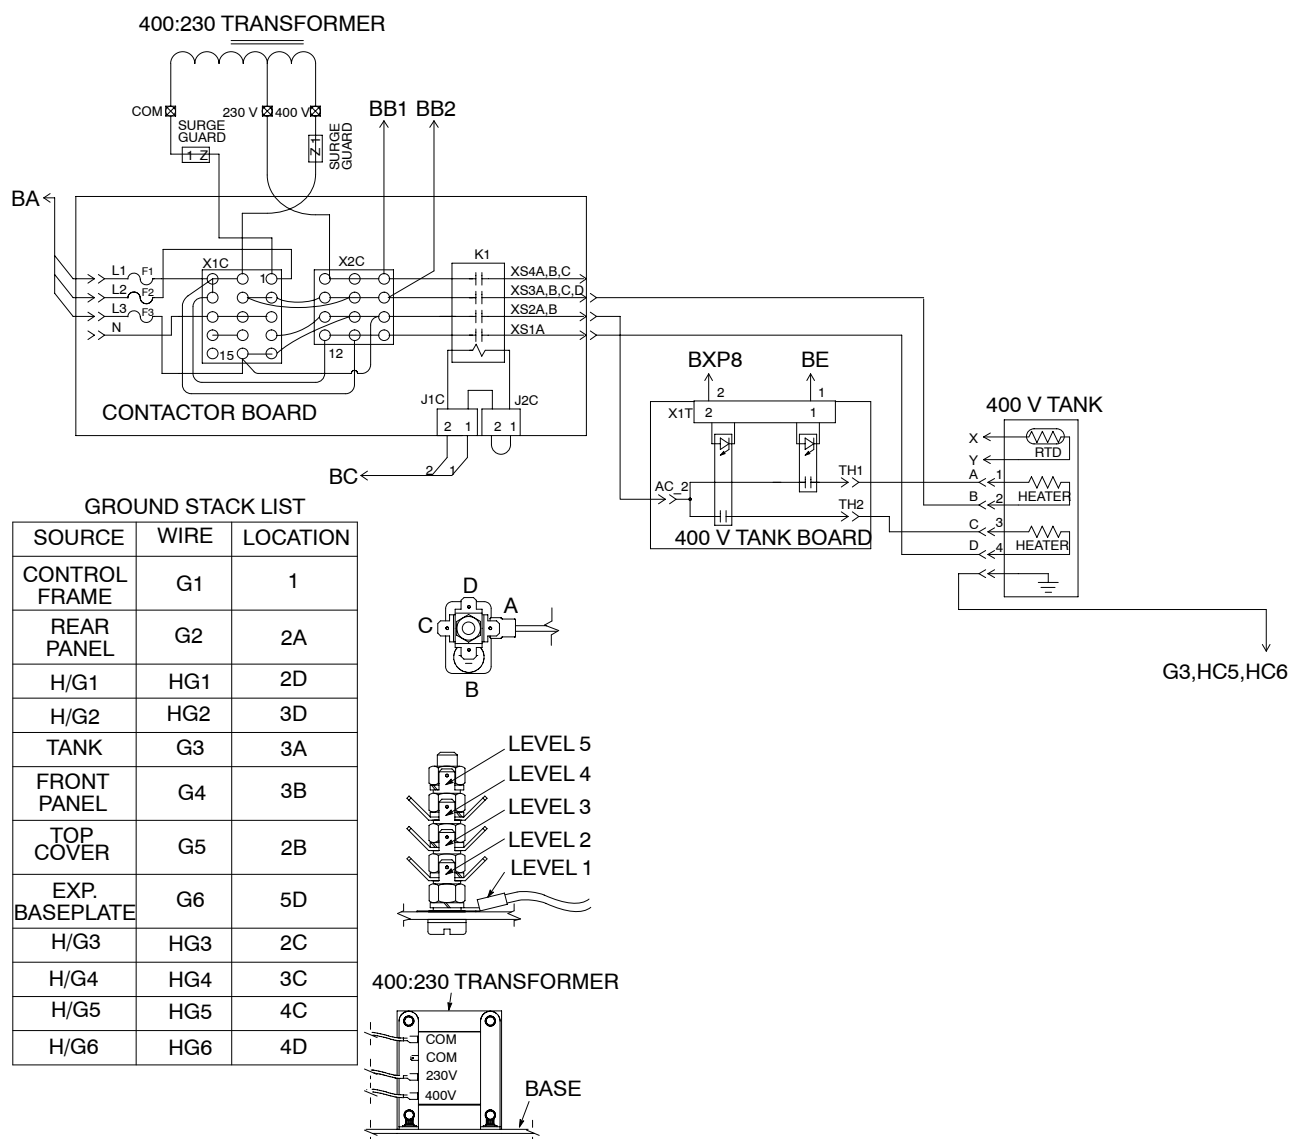 400:230 TRANSFORMER
COM
230 V
400 V
SURGE
GUARD
1 Z
Z 1
SURGE
GUARD
BB1
BB2
BA
L1
F1
L2
F2
L3
F3
N
X1C
1
15
X2C
12
K1
XS4A,B,C
XS3A,B,C,D
XS2A,B
XS1A
CONTACTOR BOARD
J1C
J2C
2 1
2 1
BC
2
1
BXP8
BE
2
1
X1T
2
1
AC_2
TH1
TH2
400 V TANK BOARD
400 V TANK
X
RTD
Y
A
1
HEATER
B
2
C
3
HEATER
D
4
G3,HC5,HC6
GROUND STACK LIST
SOURCE WIRE LOCATION
CONTROL
FRAME G1 1
REAR
PANEL G2 2A
H/G1 HG1 2D
H/G2 HG2 3D
TANK G3 3A
FRONT
PANEL G4 3B
TOP
COVER G5 2B
EXP.
BASEPLATE G6 5D
H/G3 HG3 2C
H/G4 HG4 3C
H/G5 HG5 4C
H/G6 HG6 4D
D
A
C
B
LEVEL 5
LEVEL 4
LEVEL 3
LEVEL 2
LEVEL 1
400:230 TRANSFORMER
COM
COM
230V
400V
BASE